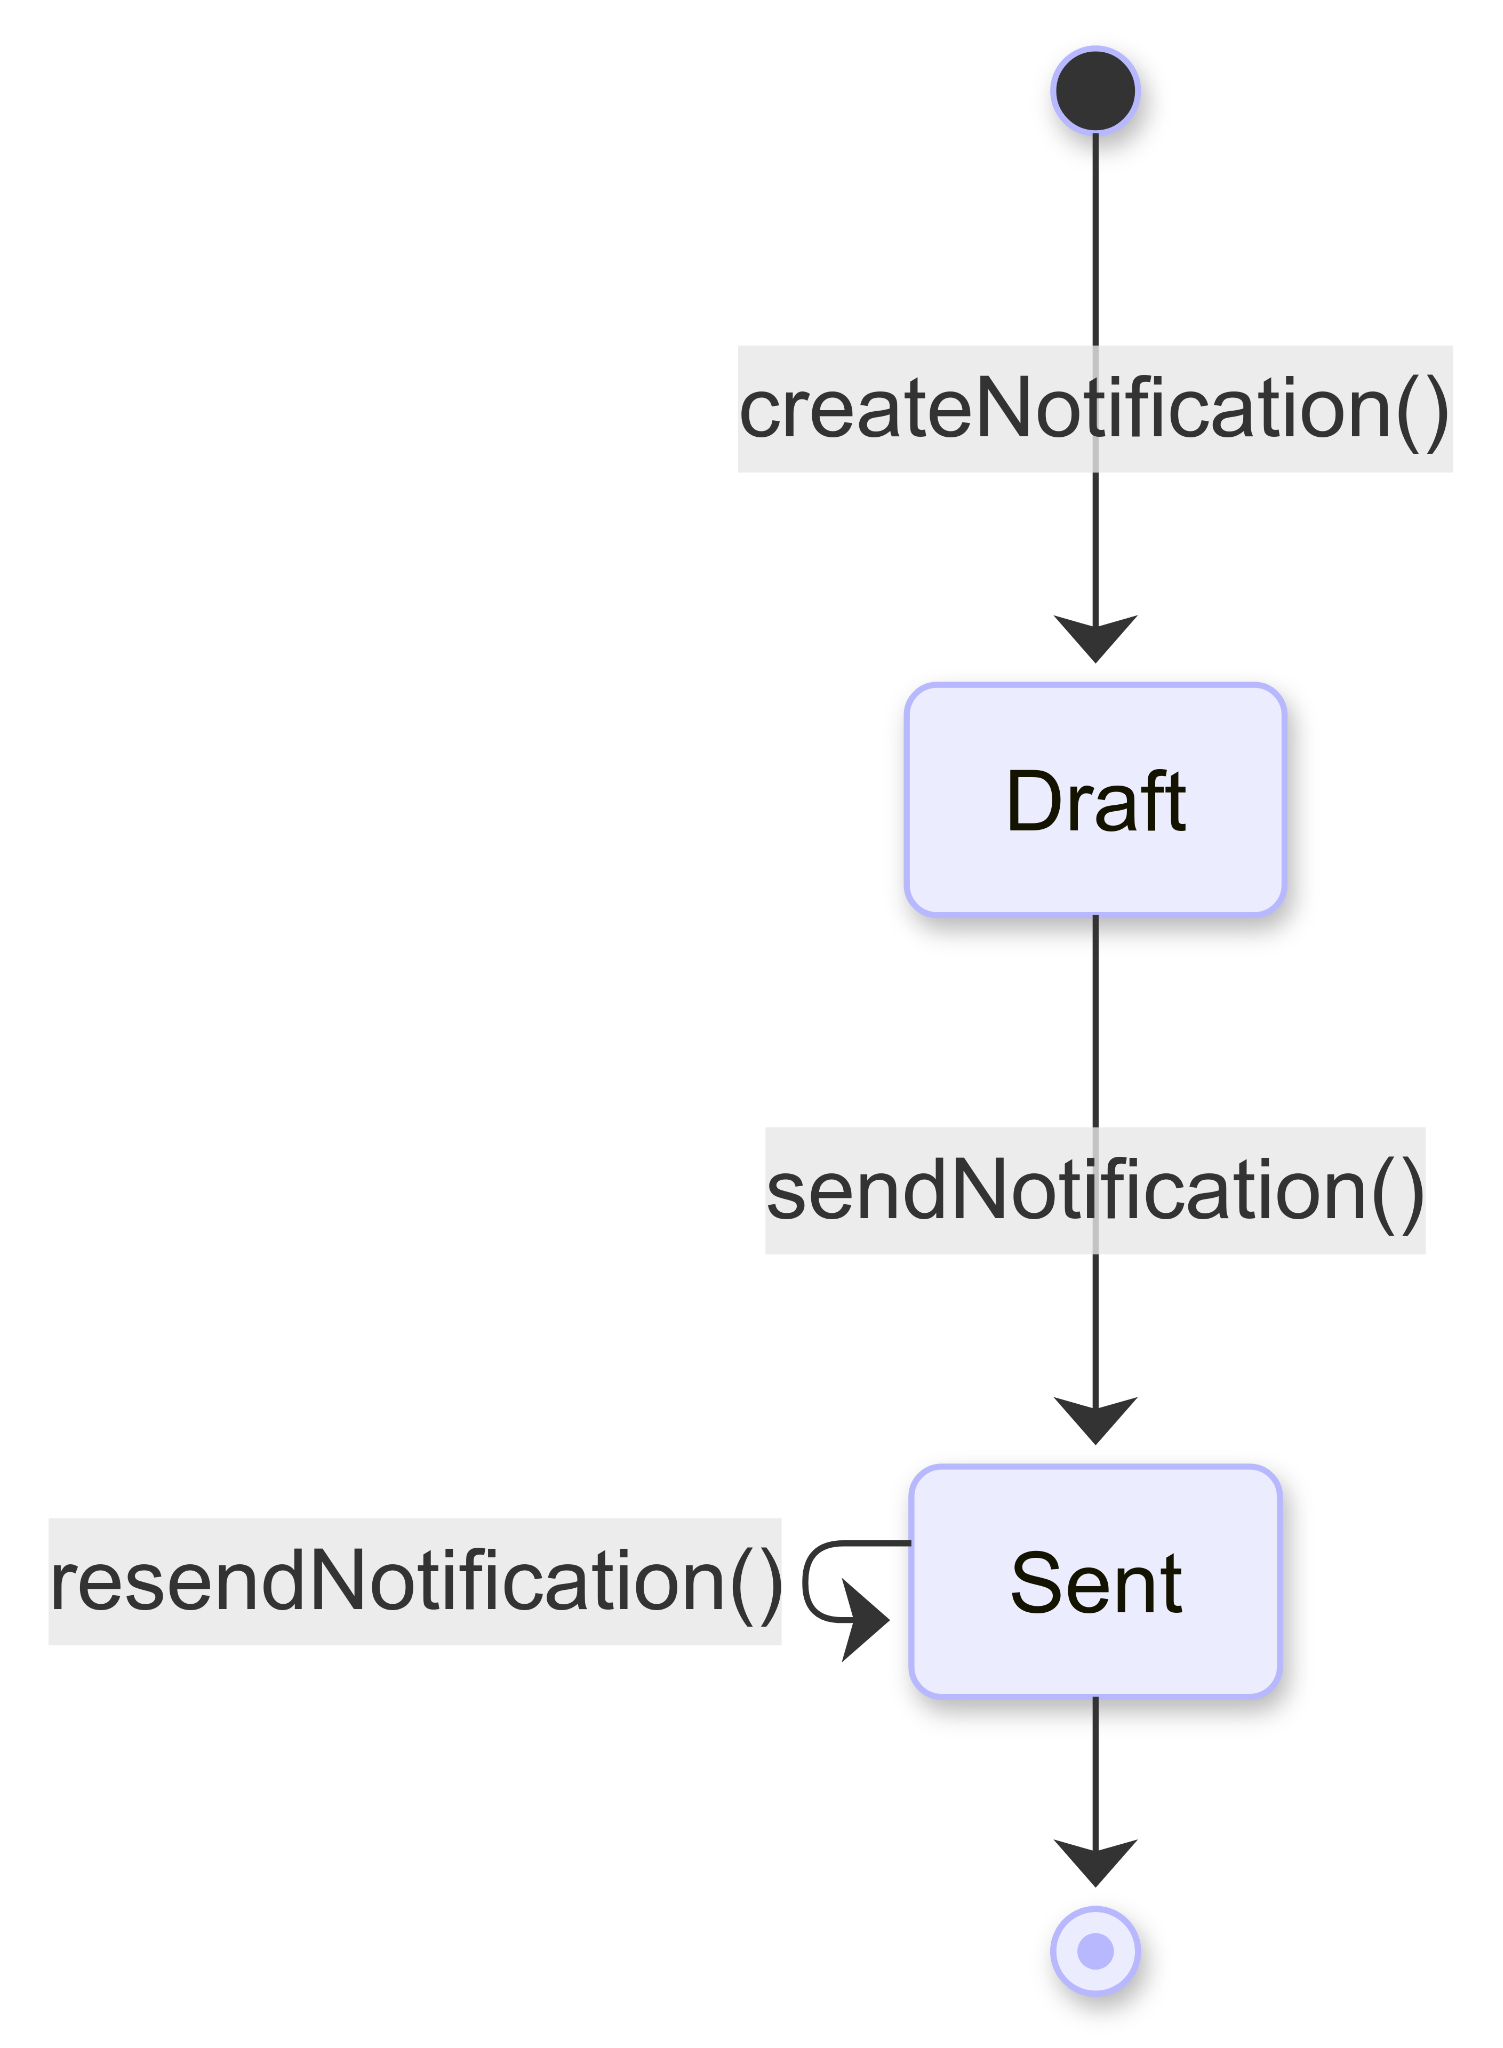 createNotification()
Draft
sendNotification()
resendNotification()
Sent